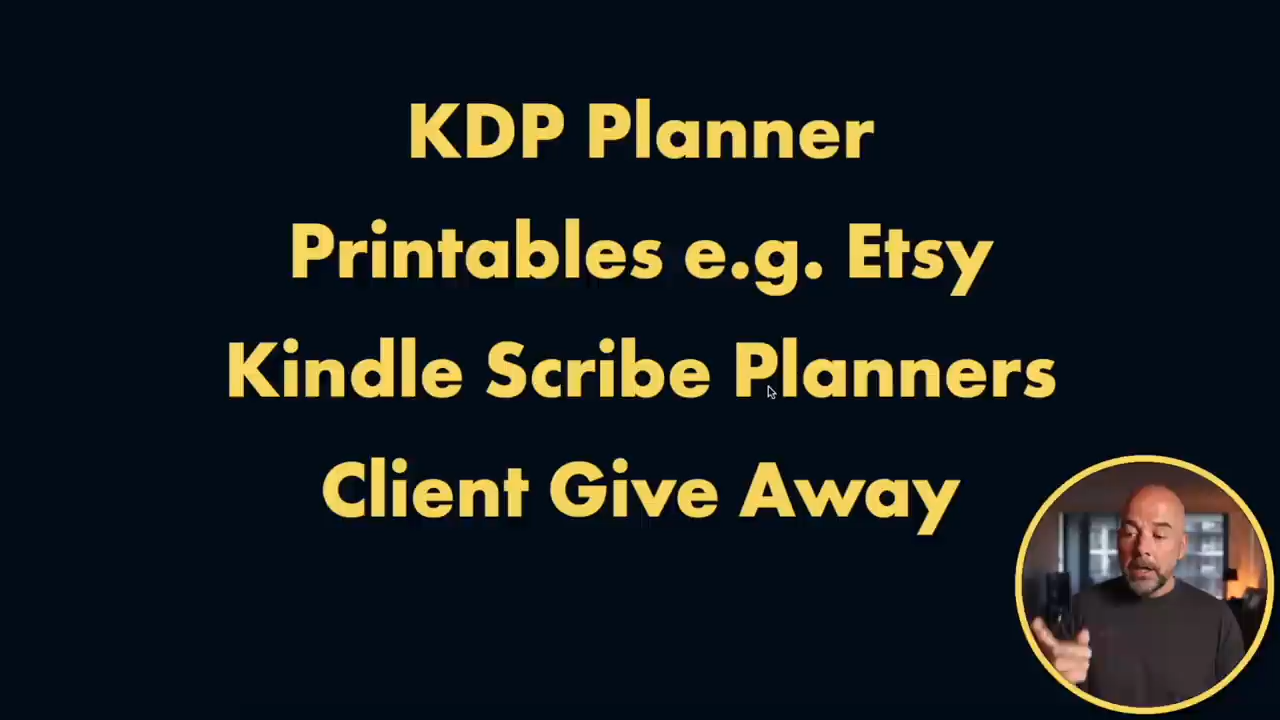 KDP Planner
Printables e.g. Etsy
Kindle Scribe Planners
Client Give Away